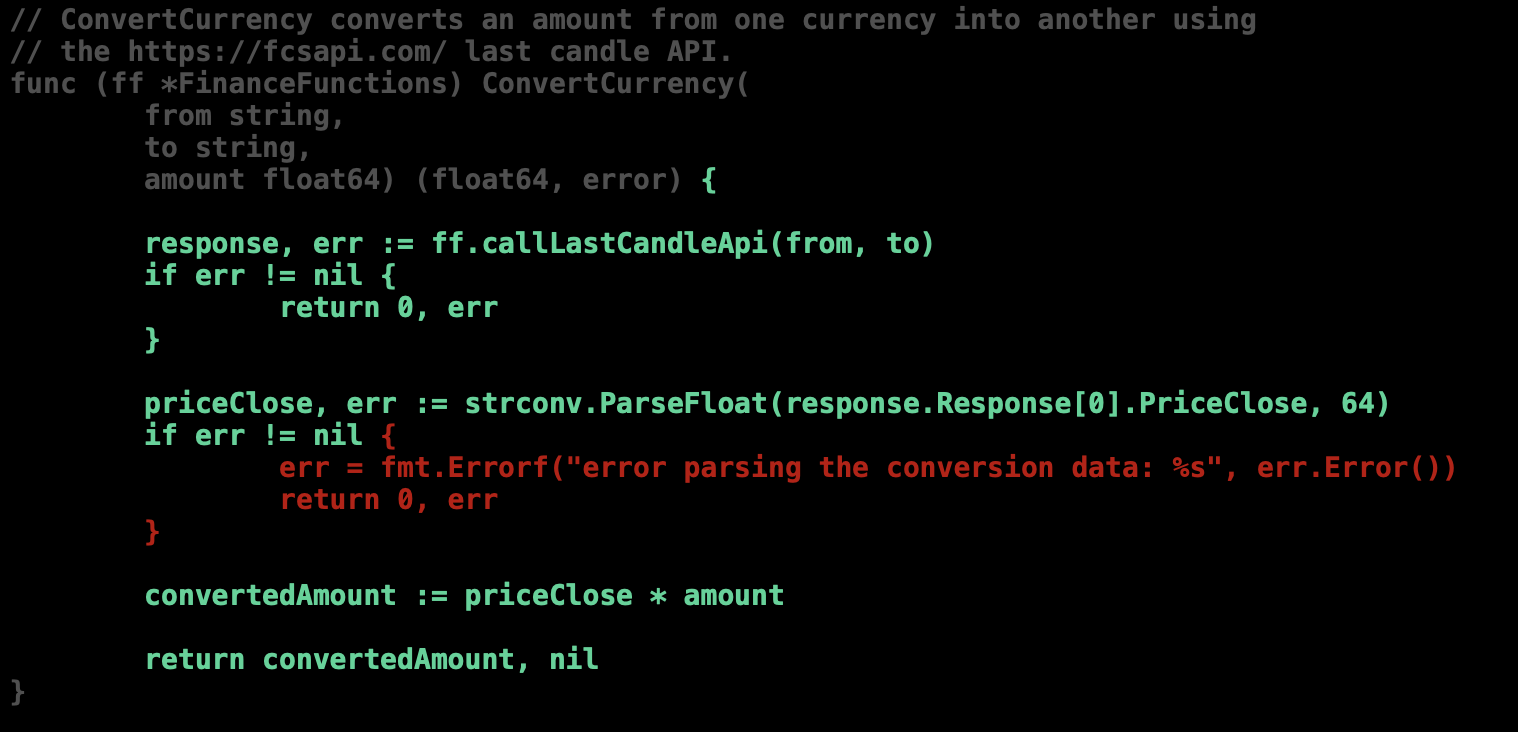 // ConvertCurrency converts an amount from one currency into another using
// the https://fcsapi.com/ last candle API.
func (ff *FinanceFunctions) ConvertCurrency(
        from string,
        to string,
        amount float64) (float64, error) {

        response, err := ff.callLastCandleApi(from, to)
        if err != nil {
                return 0, err
        }

        priceClose, err := strconv.ParseFloat(response.Response[0].PriceClose, 64)
        if err != nil {
                err = fmt.Errorf("error parsing the conversion data: %s", err.Error())
                return 0, err
        }

        convertedAmount := priceClose * amount

        return convertedAmount, nil
}